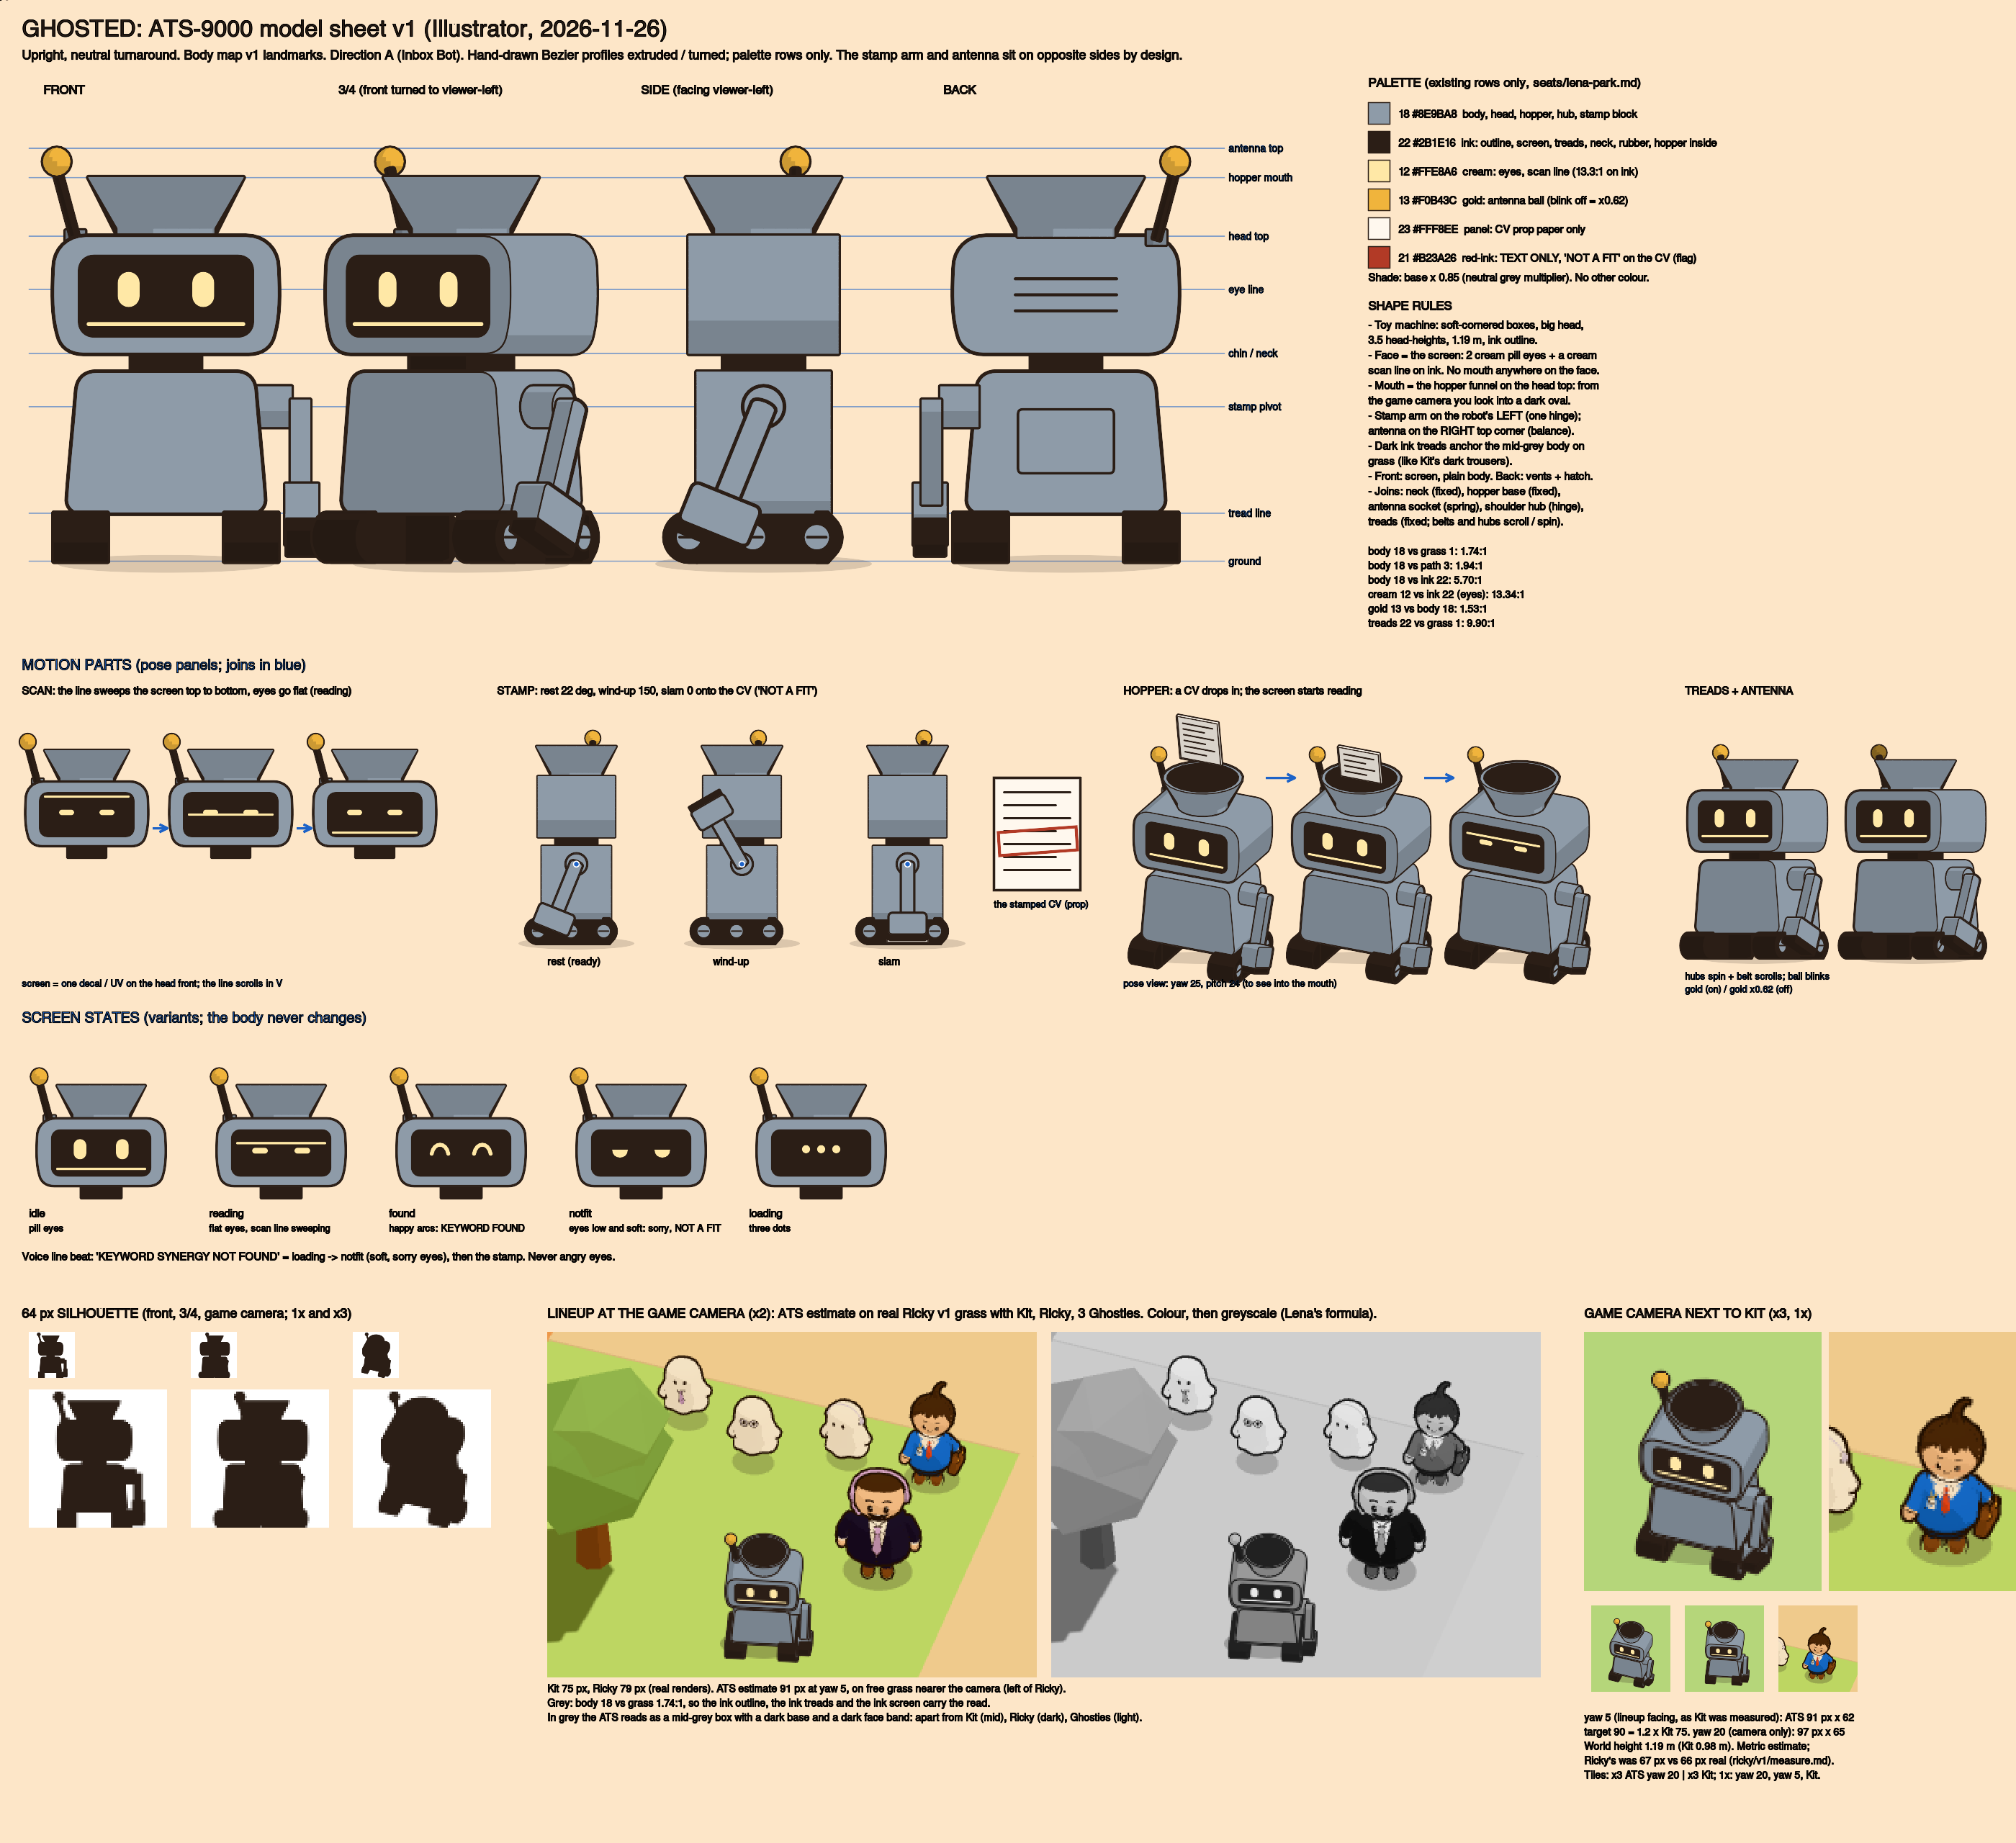 GHOSTED: ATS-9000 model sheet v1 (Illustrator, 2026-11-26)
Upright, neutral turnaround. Body map v1 landmarks. Direction A (Inbox Bot). Hand-drawn Bezier profiles extruded / turned; palette rows only. The stamp arm and antenna sit on opposite sides by design.
FRONT
3/4 (front turned to viewer-left)
SIDE (facing viewer-left)
BACK
antenna top
hopper mouth
head top
eye line
chin / neck
stamp pivot
tread line
ground
PALETTE (existing rows only, seats/lena-park.md)
18 #8E9BA8 body, head, hopper, hub, stamp block
22 #2B1E16 ink: outline, screen, treads, neck, rubber, hopper inside
12 #FFE8A6 cream: eyes, scan line (13.3:1 on ink)
13 #F0B43C gold: antenna ball (blink off = x0.62)
23 #FFF8EE panel: CV prop paper only
21 #B23A26 red-ink: TEXT ONLY, 'NOT A FIT' on the CV (flag)
Shade: base x 0.85 (neutral grey multiplier). No other colour.
SHAPE RULES
- Toy machine: soft-cornered boxes, big head,
3.5 head-heights, 1.19 m, ink outline.
- Face = the screen: 2 cream pill eyes + a cream
scan line on ink. No mouth anywhere on the face.
- Mouth = the hopper funnel on the head top: from
the game camera you look into a dark oval.
- Stamp arm on the robot's LEFT (one hinge);
antenna on the RIGHT top corner (balance).
- Dark ink treads anchor the mid-grey body on
grass (like Kit's dark trousers).
- Front: screen, plain body. Back: vents + hatch.
- Joins: neck (fixed), hopper base (fixed),
antenna socket (spring), shoulder hub (hinge),
treads (fixed; belts and hubs scroll / spin).
body 18 vs grass 1: 1.74:1
body 18 vs path 3: 1.94:1
body 18 vs ink 22: 5.70:1
cream 12 vs ink 22 (eyes): 13.34:1
gold 13 vs body 18: 1.53:1
treads 22 vs grass 1: 9.90:1
MOTION PARTS (pose panels; joins in blue)
SCAN: the line sweeps the screen top to bottom, eyes go flat (reading)
STAMP: rest 22 deg, wind-up 150, slam 0 onto the CV ('NOT A FIT')
HOPPER: a CV drops in; the screen starts reading
TREADS + ANTENNA
the stamped CV (prop)
rest (ready)
wind-up
slam
screen = one decal / UV on the head front; the line scrolls in V
pose view: yaw 25, pitch 24 (to see into the mouth)
hubs spin + belt scrolls; ball blinks
gold (on) / gold x0.62 (off)
SCREEN STATES (variants; the body never changes)
idle
pill eyes
reading
flat eyes, scan line sweeping
found
happy arcs: KEYWORD FOUND
notfit
eyes low and soft: sorry, NOT A FIT
loading
three dots
Voice line beat: 'KEYWORD SYNERGY NOT FOUND' = loading -> notfit (soft, sorry eyes), then the stamp. Never angry eyes.
64 px SILHOUETTE (front, 3/4, game camera; 1x and x3)
LINEUP AT THE GAME CAMERA (x2): ATS estimate on real Ricky v1 grass with Kit, Ricky, 3 Ghosties. Colour, then greyscale (Lena's formula).
GAME CAMERA NEXT TO KIT (x3, 1x)
Kit 75 px, Ricky 79 px (real renders). ATS estimate 91 px at yaw 5, on free grass nearer the camera (left of Ricky).
Grey: body 18 vs grass 1.74:1, so the ink outline, the ink treads and the ink screen carry the read.
In grey the ATS reads as a mid-grey box with a dark base and a dark face band: apart from Kit (mid), Ricky (dark), Ghosties (light).
yaw 5 (lineup facing, as Kit was measured): ATS 91 px x 62
target 90 = 1.2 x Kit 75. yaw 20 (camera only): 97 px x 65
World height 1.19 m (Kit 0.98 m). Metric estimate;
Ricky's was 67 px vs 66 px real (ricky/v1/measure.md).
Tiles: x3 ATS yaw 20 | x3 Kit; 1x: yaw 20, yaw 5, Kit.